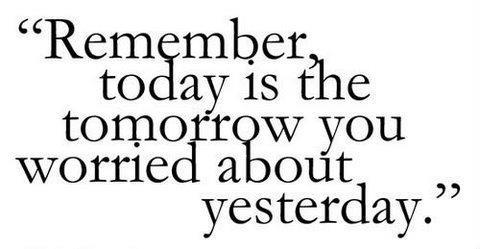 “Remember,
today is the
tomorrow you
worried about
yesterday.”